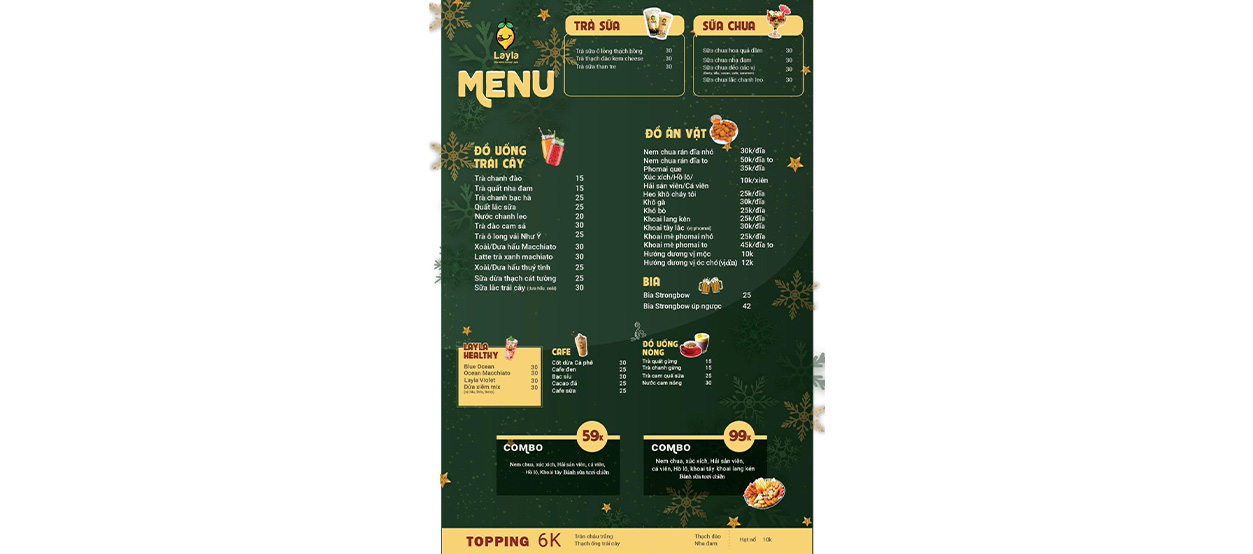 Layla
MENU
TRÀ SỮA
Trà sữa ô lông thạch bông 30
Trà thạch đào kem cheese 30
Trà sữa than tre 30
SỮA CHUA
Sữa chua hoa quả dầm 30
Sữa chua nha đam 30
Sữa chua dẻo các vị 30
Sữa chua lắc chanh leo 30
ĐỒ UỐNG
TRÁI CÂY
Trà chanh đào 15
Trà quất nha đam 15
Trà chanh bạc hà 25
Quất lắc sữa 25
Nước chanh leo 20
Trà đào cam sả 30
Trà ô long vải Như Ý 25
Xoài/Dưa hấu Macchiato 30
Latte trà xanh machiato 30
Xoài/Dưa hấu thuỷ tinh 25
Sữa dừa thạch cát tường 25
Sữa lắc trái cây (Dưa hấu, xoài) 30
ĐỒ ĂN VẶT
Nem chua rán đĩa nhỏ 30k/đĩa
Nem chua rán đĩa to 50k/đĩa to
Phomai que 35k/đĩa
Xúc xích/Hồ lô/
Hải sản viên/Cá viên 10k/xiên
Heo khô cháy tỏi 25k/đĩa
Khô gà 30k/đĩa
Khô bò 25k/đĩa
Khoai lang kén 25k/đĩa
Khoai tây lắc (vị phomai) 30k/đĩa
Khoai mè phomai nhỏ 25k/đĩa
Khoai mè phomai to 45k/đĩa to
Hướng dương vị mộc 10k
Hướng dương vị óc chó (vị dừa) 12k
BIA
Bia Strongbow 25
Bia Strongbow úp ngược 42
LAYLA
HEALTHY
Blue Ocean 30
Ocean Macchiato 30
Layla Violet 30
Dừa xiêm mix 30
CAFE
Cốt dừa Cà phê 30
Cafe đen 25
Bạc sỉu 30
Cacao đá 25
Cafe sữa 25
ĐỒ UỐNG
NÓNG
Trà quất gừng 15
Trà chanh gừng 15
Trà cam quế sữa 25
Nước cam nóng 30
59K
COMBO
Nem chua, xúc xích, Hải sản viên, cá viên,
Hồ lô, Khoai tây Bánh sữa tươi chiên
99K
COMBO
Nem chua, xúc xích, Hải sản viên,
cá viên, Hồ lô, khoai tây khoai lang kén
Bánh sữa tươi chiên
TOPPING 6K
Trân châu trắng
Thạch ống trái cây
Thạch đào
Nha đam
Hạt nổ 10k